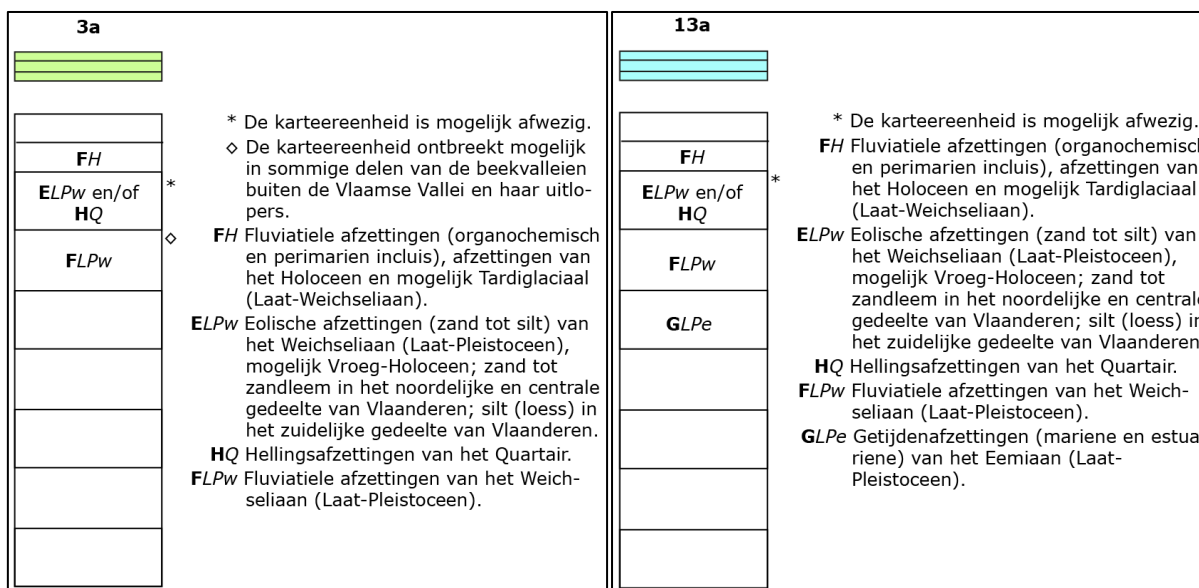 3a
FH
ELPw en/of
HQ
*
◇
FLPw
* De karteereenheid is mogelijk afwezig.
◇ De karteereenheid ontbreekt mogelijk
in sommige delen van de beekvalleien
buiten de Vlaamse Vallei en haar uitlo-
pers.
FH Fluviatiele afzettingen (organochemisch
en perimarien incluis), afzettingen van
het Holoceen en mogelijk Tardiglaciaal
(Laat-Weichseliaan).
ELPw Eolische afzettingen (zand tot silt) van
het Weichseliaan (Laat-Pleistoceen),
mogelijk Vroeg-Holoceen; zand tot
zandleem in het noordelijke en centrale
gedeelte van Vlaanderen; silt (loess) in
het zuidelijke gedeelte van Vlaanderen.
HQ Hellingsafzettingen van het Quartair.
FLPw Fluviatiele afzettingen van het Weich-
seliaan (Laat-Pleistoceen).
13a
FH
ELPw en/of
HQ
*
FLPw
GLPe
* De karteereenheid is mogelijk afwezig.
FH Fluviatiele afzettingen (organochemisch
en perimarien incluis), afzettingen van
het Holoceen en mogelijk Tardiglaciaal
(Laat-Weichseliaan).
ELPw Eolische afzettingen (zand tot silt) van
het Weichseliaan (Laat-Pleistoceen),
mogelijk Vroeg-Holoceen; zand tot
zandleem in het noordelijke en centrale
gedeelte van Vlaanderen; silt (loess) in
het zuidelijke gedeelte van Vlaanderen
HQ Hellingsafzettingen van het Quartair.
FLPw Fluviatiele afzettingen van het Weich-
seliaan (Laat-Pleistoceen).
GLPe Getijdenafzettingen (mariene en estua
riene) van het Eemiaan (Laat-
Pleistoceen).